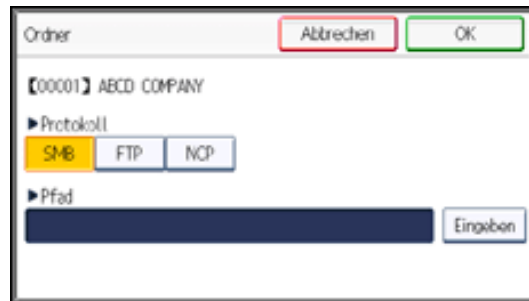 Ordner Abbrechen OK
【00001】 ABCD COMPANY
▶Protokoll
SMB FTP NCP
▶Pfad
Eingeben